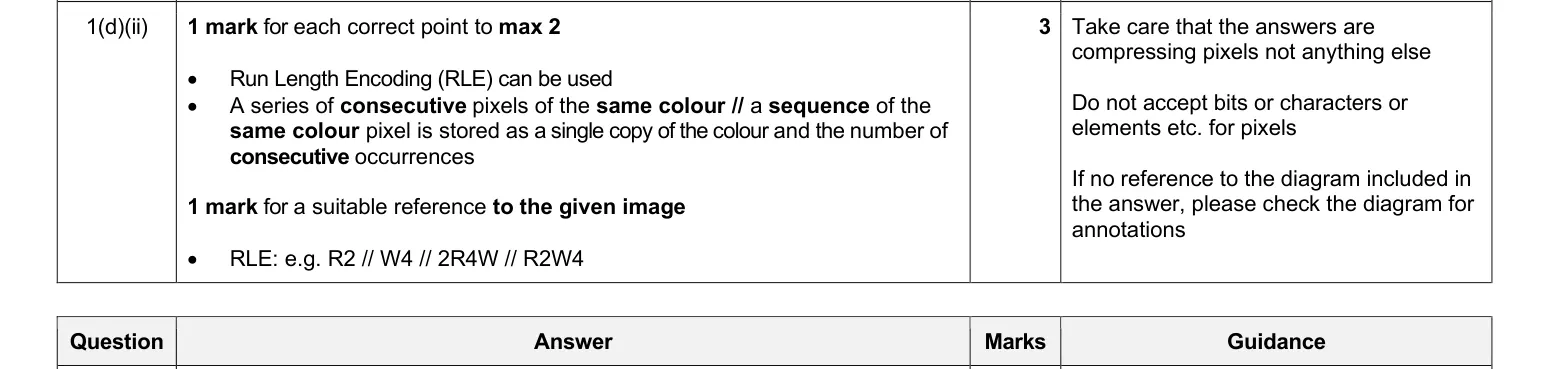 1(d)(ii)
1 mark for each correct point to max 2
• Run Length Encoding (RLE) can be used
• A series of consecutive pixels of the same colour // a sequence of the
same colour pixel is stored as a single copy of the colour and the number of
consecutive occurrences
1 mark for a suitable reference to the given image
• RLE: e.g. R2 // W4 // 2R4W // R2W4
3
Take care that the answers are
compressing pixels not anything else
Do not accept bits or characters or
elements etc. for pixels
If no reference to the diagram included in
the answer, please check the diagram for
annotations
Question Answer Marks Guidance